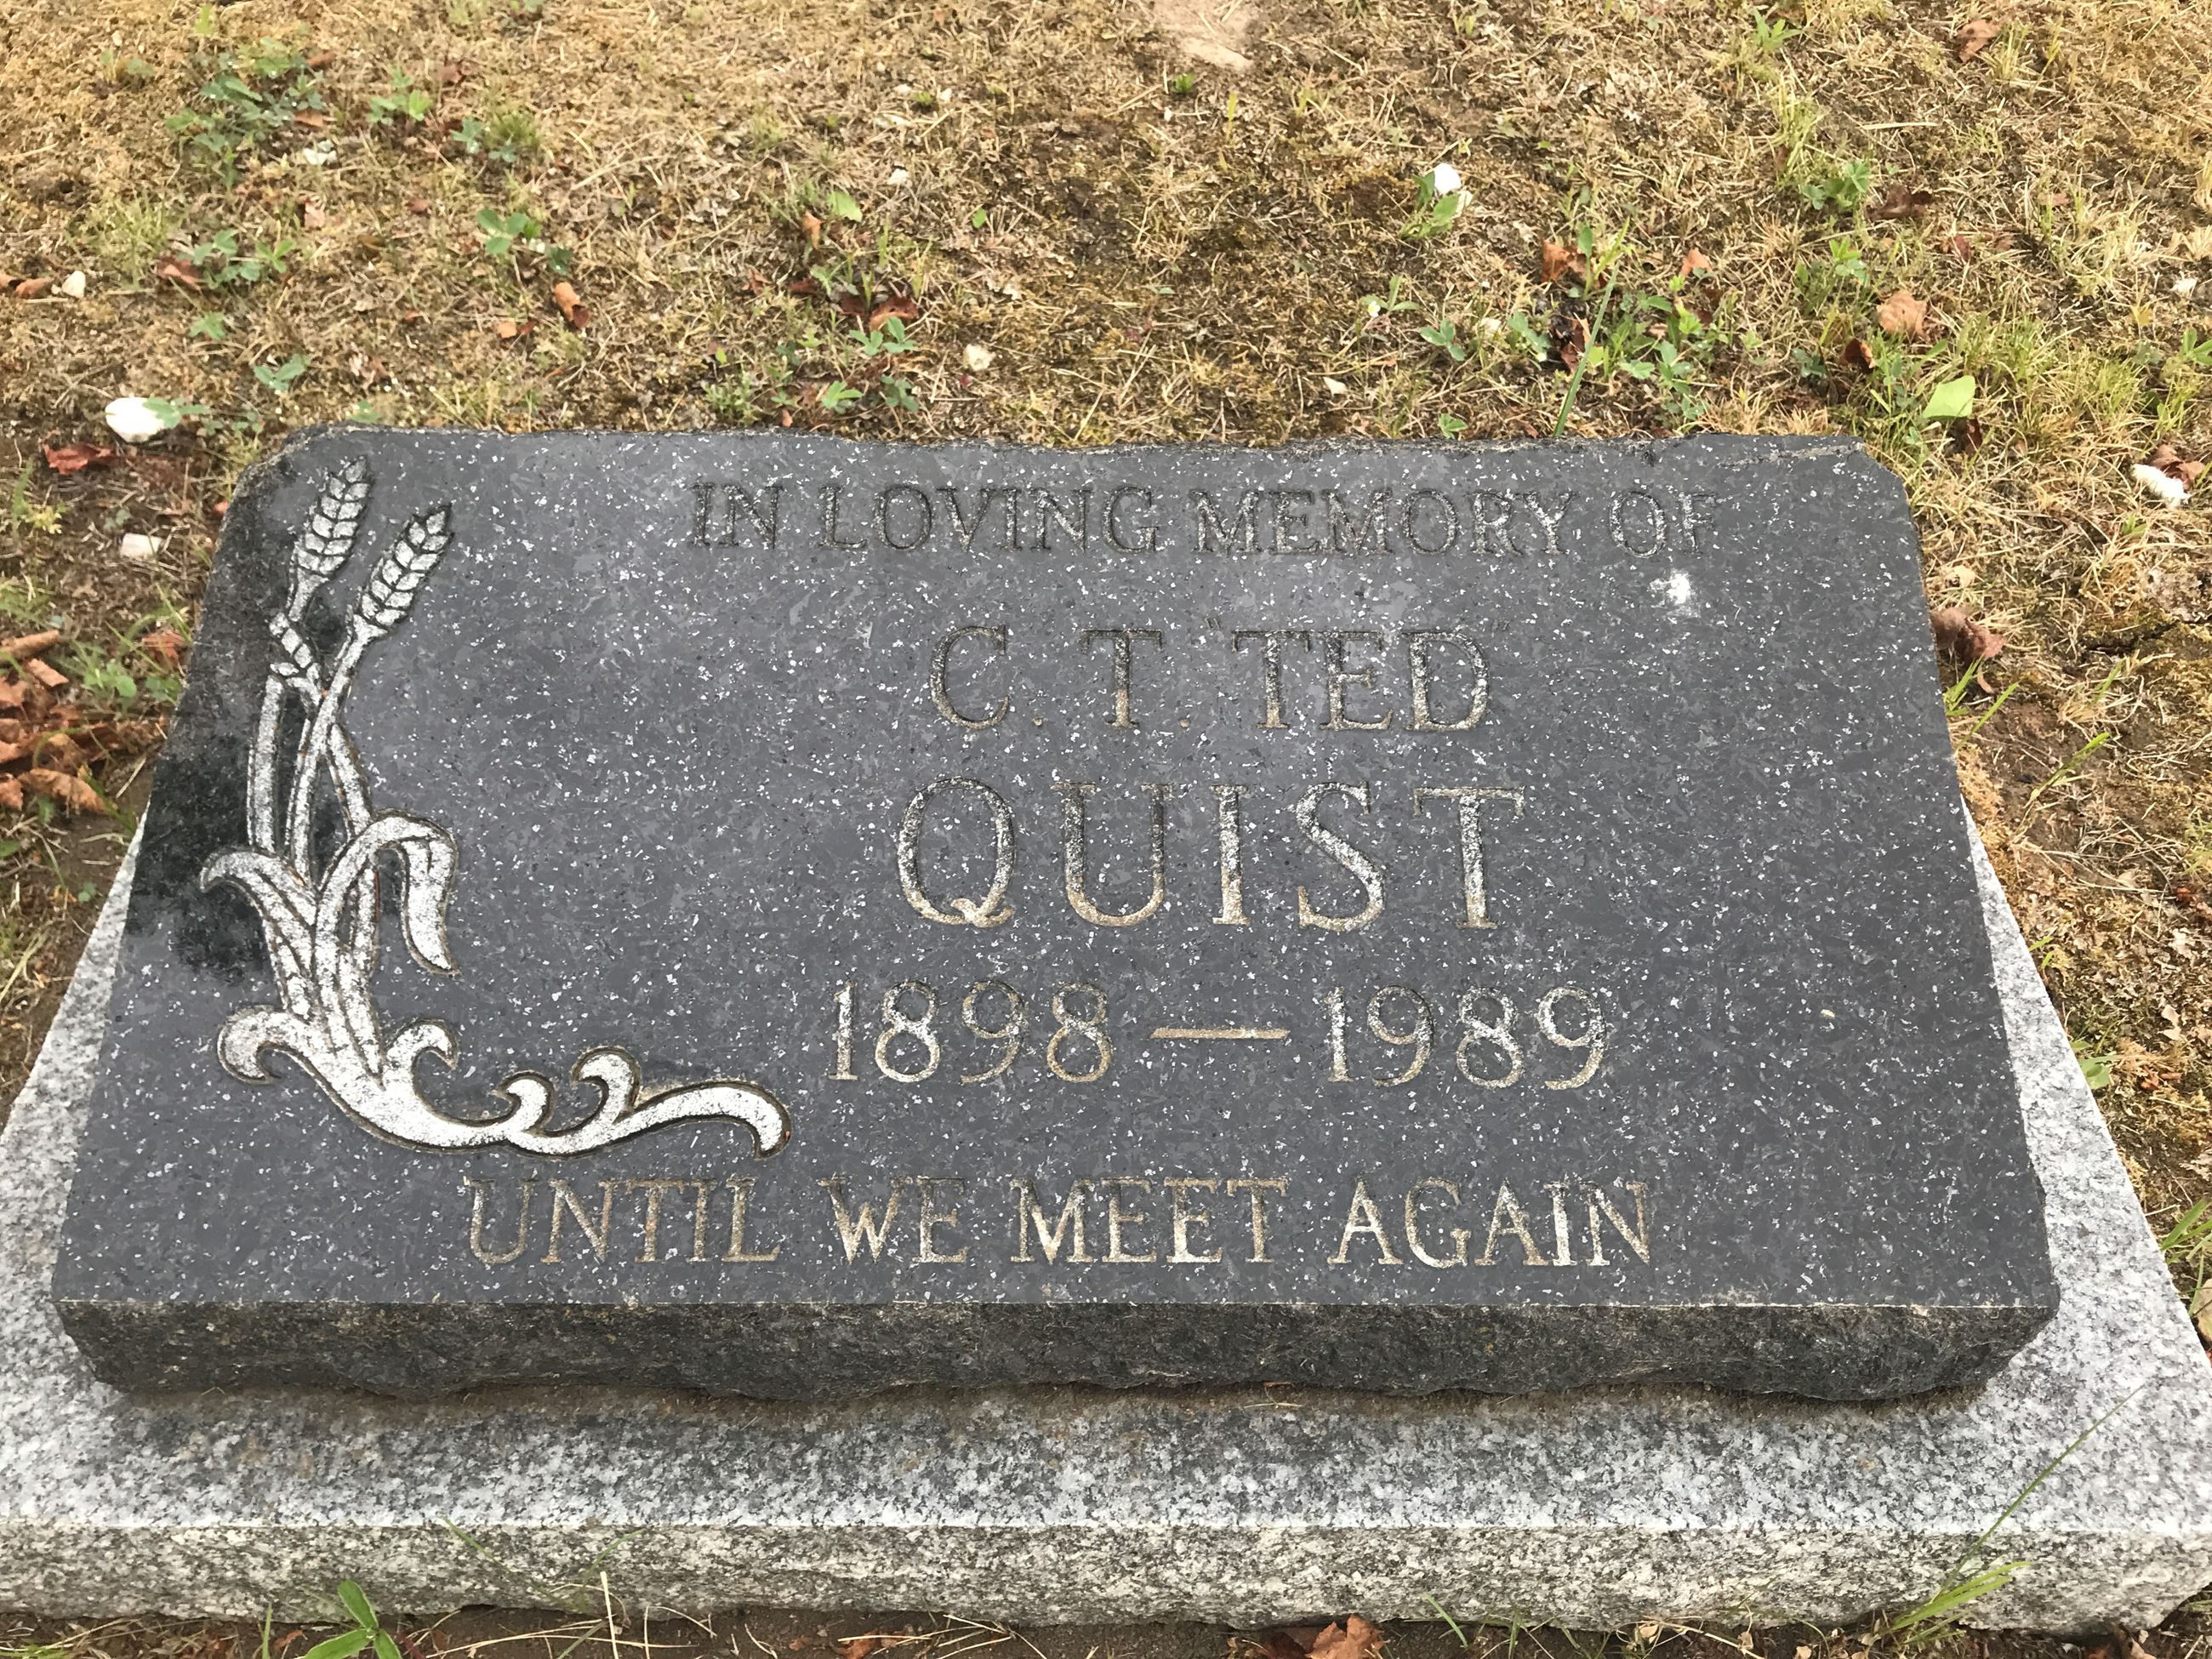 IN LOVING MEMORY OF
C. T. "TED"
QUIST
1898 — 1989
UNTIL WE MEET AGAIN